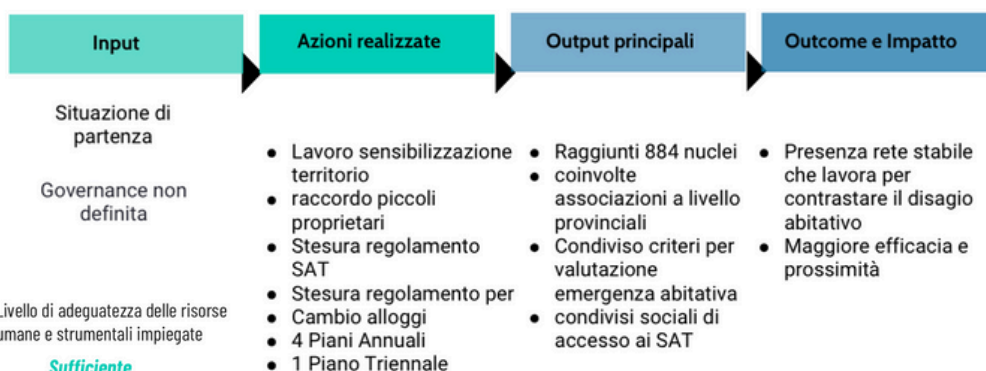 Input
Situazione di
partenza
Governance non
definita
Livello di adeguatezza delle risorse
umane e strumentali impiegate
Sufficiente
Azioni realizzate
● Lavoro sensibilizzazione
territorio
● raccordo piccoli
proprietari
● Stesura regolamento
SAT
● Stesura regolamento per
● Cambio alloggi
● 4 Piani Annuali
● 1 Piano Triennale
Output principali
● Raggiunti 884 nuclei
● coinvolte
associazioni a livello
provinciali
● Condiviso criteri per
valutazione
emergenza abitativa
● condivisi sociali di
accesso ai SAT
Outcome e Impatto
● Presenza rete stabile
che lavora per
contrastare il disagio
abitativo
● Maggiore efficacia e
prossimità